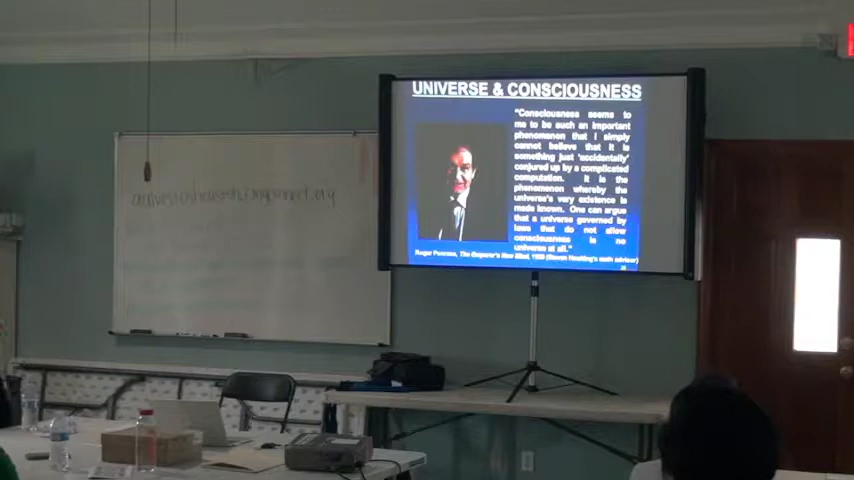 UNIVERSE & CONSCIOUSNESS
"Consciousness seems to
me to be such an important
phenomenon that I simply
cannot believe that it is
something just 'accidentally'
conjured up by a complicated
computation. It is the
phenomenon whereby the
universe's very existence is
made known. One can argue
that a universe governed by
laws that do not allow
consciousness is no
universe at all."
Roger Penrose, The Emperor's New Mind, 1989 (Steven Hawking's math advisor)